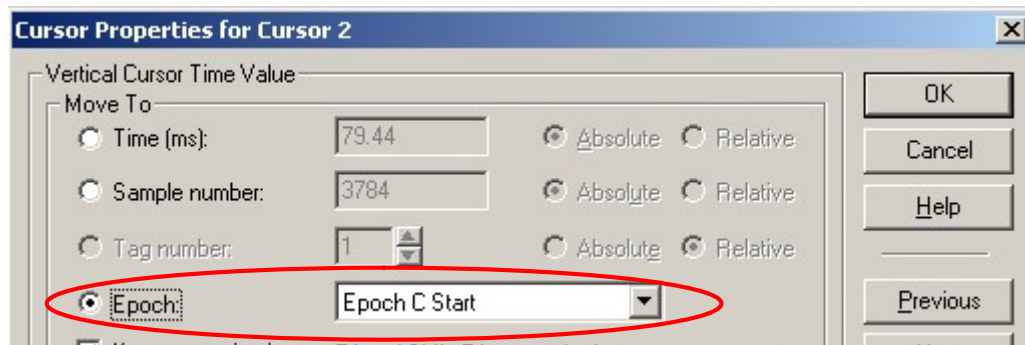 Cursor Properties for Cursor 2
Vertical Cursor Time Value
Move To
Time (ms): 79.44 Absolute Relative
Sample number: 3784 Absolute Relative
Tag number: 1 Absolute Relative
Epoch: Epoch C Start
OK
Cancel
Help
Previous